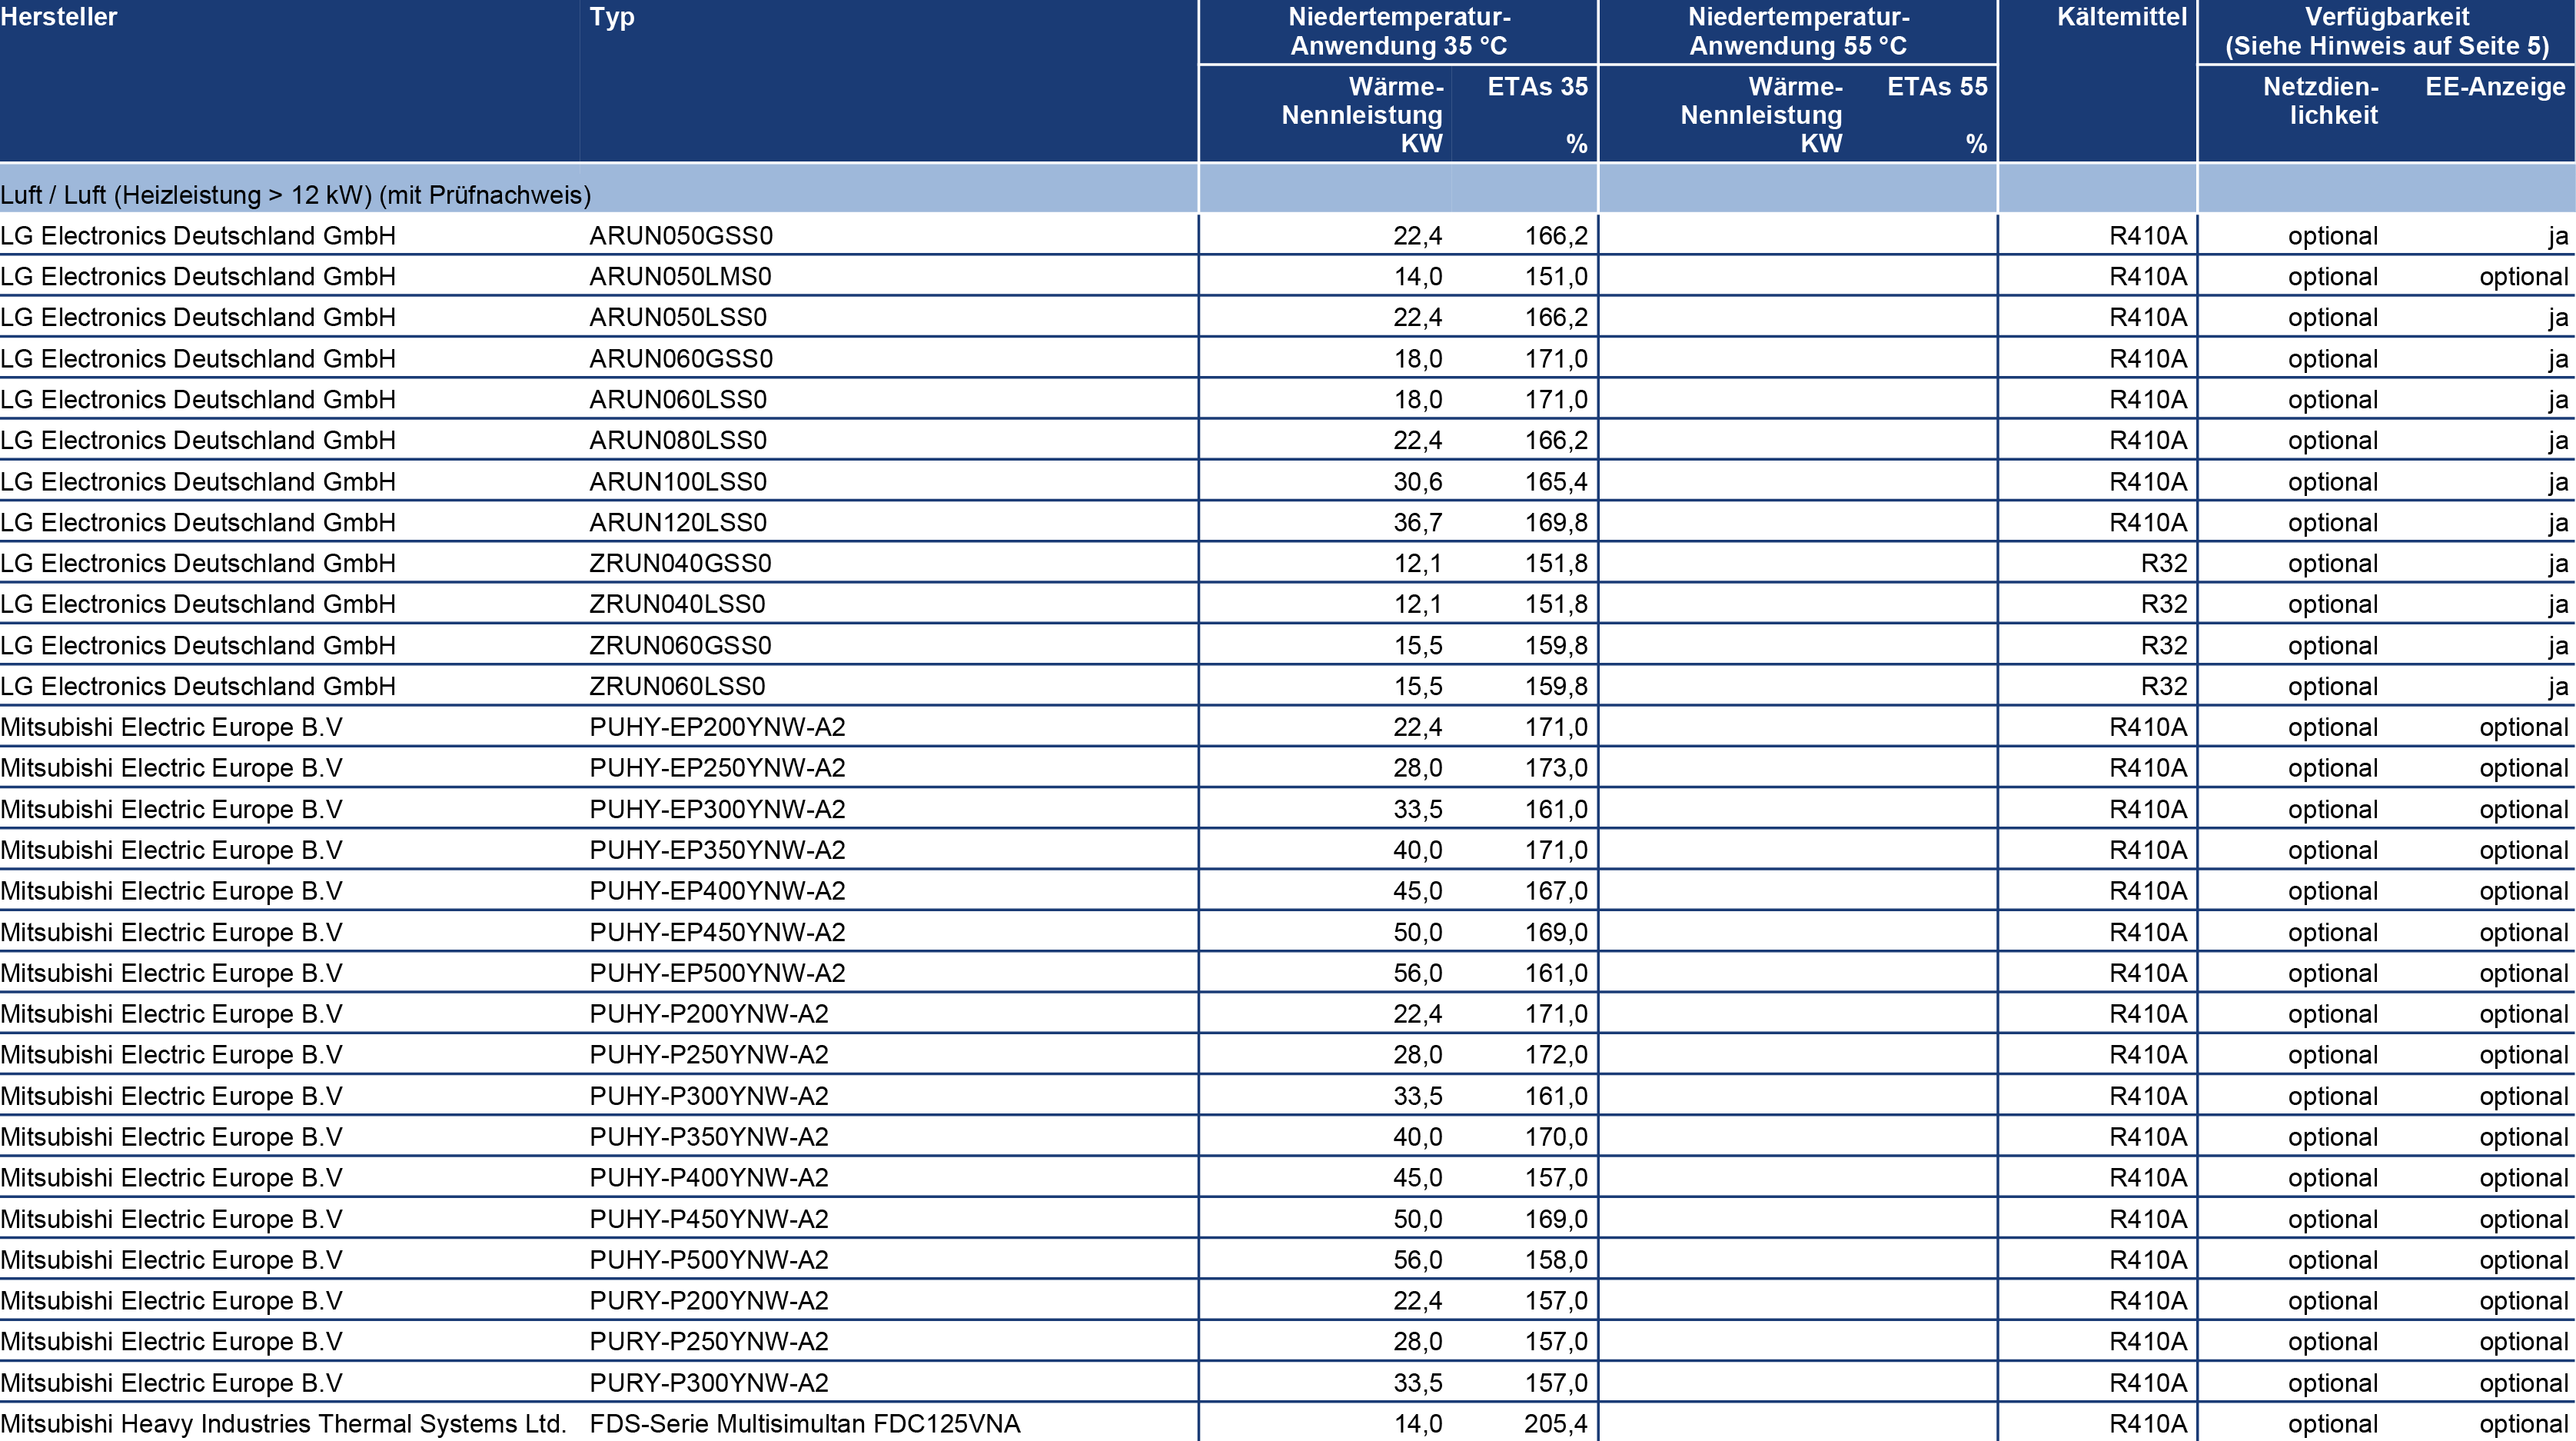 Hersteller Typ Niedertemperatur- Niedertemperatur- Kältemittel Verfügbarkeit
Anwendung 35 °C Anwendung 55 °C (Siehe Hinweis auf Seite 5)
Wärme- ETAs 35 Wärme- ETAs 55 Netzdien- EE-Anzeige
Nennleistung Nennleistung lichkeit
KW % KW %
Luft / Luft (Heizleistung > 12 kW) (mit Prüfnachweis)
LG Electronics Deutschland GmbH ARUN050GSS0 22,4 166,2 R410A optional ja
LG Electronics Deutschland GmbH ARUN050LMS0 14,0 151,0 R410A optional optional
LG Electronics Deutschland GmbH ARUN050LSS0 22,4 166,2 R410A optional ja
LG Electronics Deutschland GmbH ARUN060GSS0 18,0 171,0 R410A optional ja
LG Electronics Deutschland GmbH ARUN060LSS0 18,0 171,0 R410A optional ja
LG Electronics Deutschland GmbH ARUN080LSS0 22,4 166,2 R410A optional ja
LG Electronics Deutschland GmbH ARUN100LSS0 30,6 165,4 R410A optional ja
LG Electronics Deutschland GmbH ARUN120LSS0 36,7 169,8 R410A optional ja
LG Electronics Deutschland GmbH ZRUN040GSS0 12,1 151,8 R32 optional ja
LG Electronics Deutschland GmbH ZRUN040LSS0 12,1 151,8 R32 optional ja
LG Electronics Deutschland GmbH ZRUN060GSS0 15,5 159,8 R32 optional ja
LG Electronics Deutschland GmbH ZRUN060LSS0 15,5 159,8 R32 optional ja
Mitsubishi Electric Europe B.V PUHY-EP200YNW-A2 22,4 171,0 R410A optional optional
Mitsubishi Electric Europe B.V PUHY-EP250YNW-A2 28,0 173,0 R410A optional optional
Mitsubishi Electric Europe B.V PUHY-EP300YNW-A2 33,5 161,0 R410A optional optional
Mitsubishi Electric Europe B.V PUHY-EP350YNW-A2 40,0 171,0 R410A optional optional
Mitsubishi Electric Europe B.V PUHY-EP400YNW-A2 45,0 167,0 R410A optional optional
Mitsubishi Electric Europe B.V PUHY-EP450YNW-A2 50,0 169,0 R410A optional optional
Mitsubishi Electric Europe B.V PUHY-EP500YNW-A2 56,0 161,0 R410A optional optional
Mitsubishi Electric Europe B.V PUHY-P200YNW-A2 22,4 171,0 R410A optional optional
Mitsubishi Electric Europe B.V PUHY-P250YNW-A2 28,0 172,0 R410A optional optional
Mitsubishi Electric Europe B.V PUHY-P300YNW-A2 33,5 161,0 R410A optional optional
Mitsubishi Electric Europe B.V PUHY-P350YNW-A2 40,0 170,0 R410A optional optional
Mitsubishi Electric Europe B.V PUHY-P400YNW-A2 45,0 157,0 R410A optional optional
Mitsubishi Electric Europe B.V PUHY-P450YNW-A2 50,0 169,0 R410A optional optional
Mitsubishi Electric Europe B.V PUHY-P500YNW-A2 56,0 158,0 R410A optional optional
Mitsubishi Electric Europe B.V PURY-P200YNW-A2 22,4 157,0 R410A optional optional
Mitsubishi Electric Europe B.V PURY-P250YNW-A2 28,0 157,0 R410A optional optional
Mitsubishi Electric Europe B.V PURY-P300YNW-A2 33,5 157,0 R410A optional optional
Mitsubishi Heavy Industries Thermal Systems Ltd. FDS-Serie Multisimultan FDC125VNA 14,0 205,4 R410A optional optional